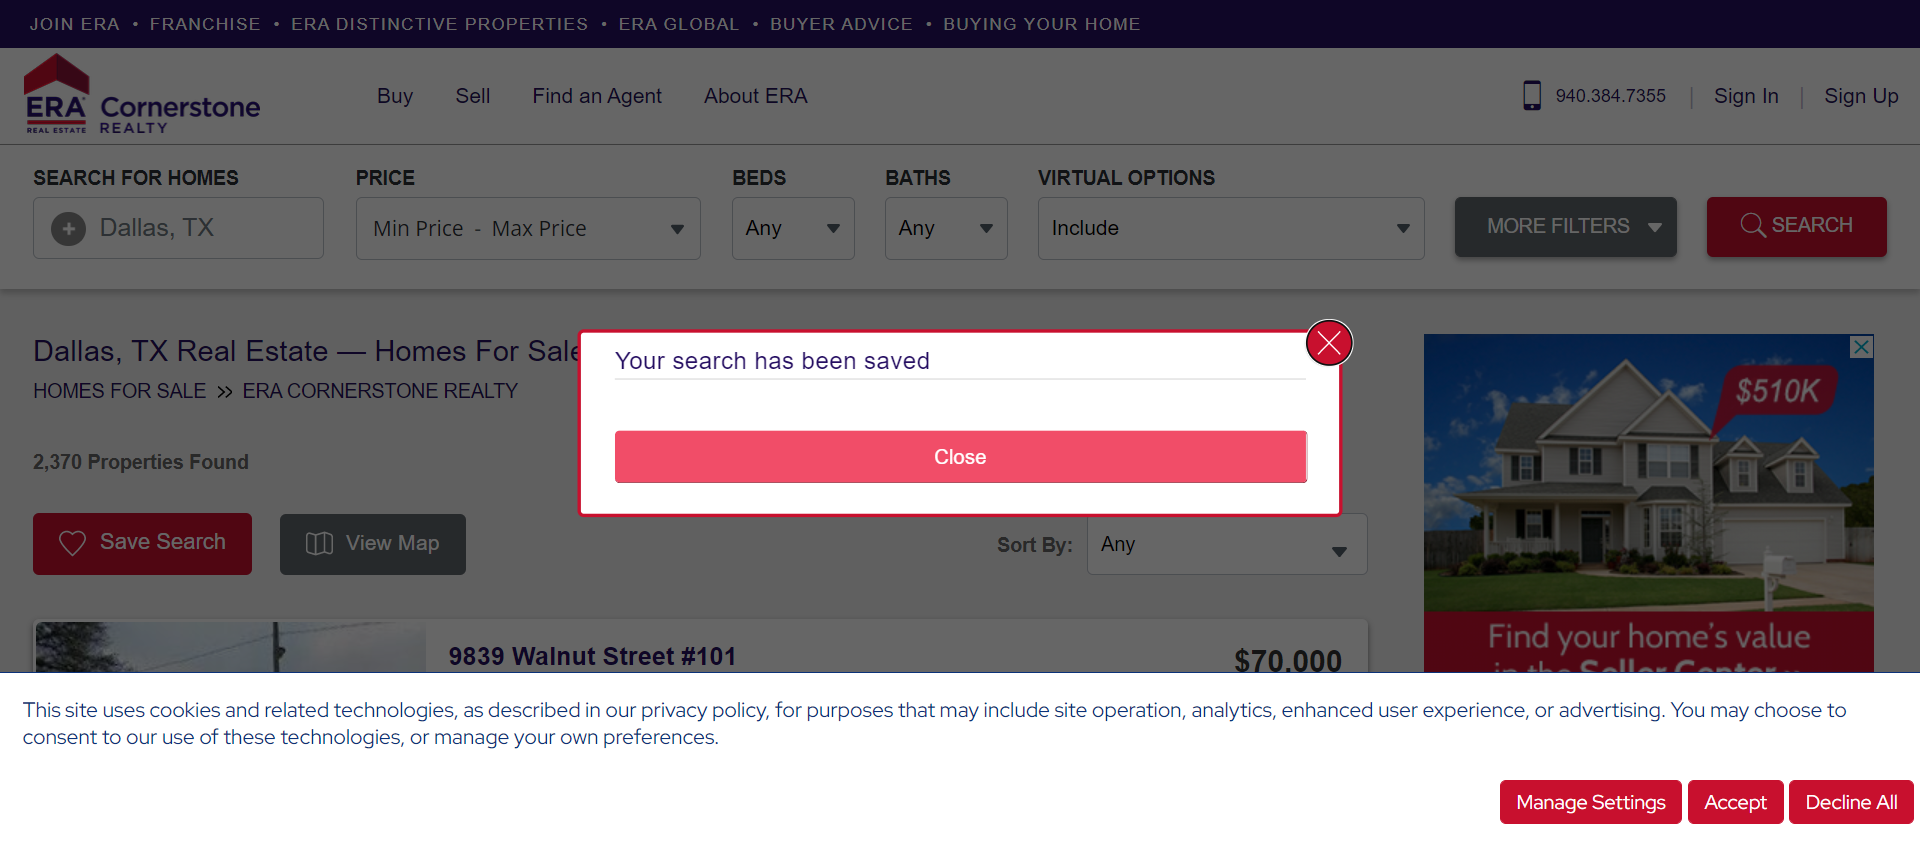 JOIN ERA • FRANCHISE • ERA DISTINCTIVE PROPERTIES • ERA GLOBAL • BUYER ADVICE • BUYING YOUR HOME
ERA Cornerstone
REAL ESTATE REALTY
Buy Sell Find an Agent About ERA
940.384.7355 | Sign In | Sign Up
SEARCH FOR HOMES PRICE BEDS BATHS VIRTUAL OPTIONS
Dallas, TX Min Price - Max Price Any Any Include MORE FILTERS SEARCH
Dallas, TX Real Estate — Homes For Sale
HOMES FOR SALE » ERA CORNERSTONE REALTY
2,370 Properties Found
Your search has been saved
Close
Save Search View Map Sort By: Any
9839 Walnut Street #101 $70,000
$510K
Find your home's value
in the Seller Center
This site uses cookies and related technologies, as described in our privacy policy, for purposes that may include site operation, analytics, enhanced user experience, or advertising. You may choose to
consent to our use of these technologies, or manage your own preferences.
Manage Settings Accept Decline All